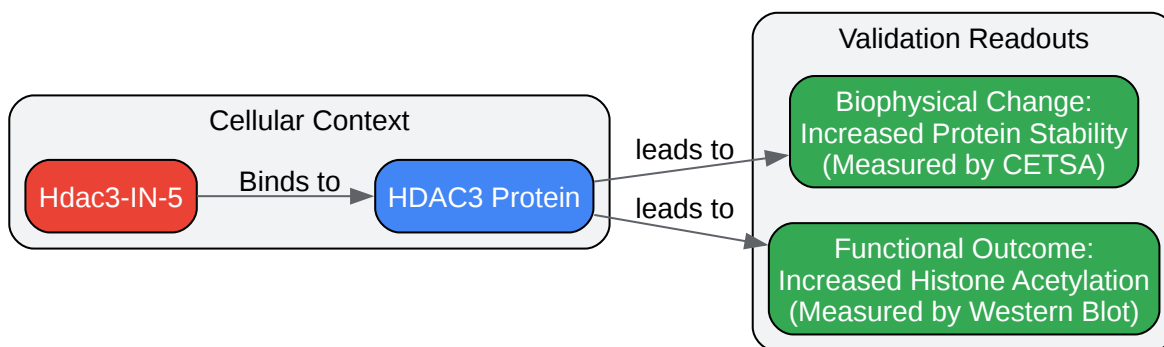 Cellular Context
Hdac3-IN-5
Binds to
HDAC3 Protein
leads to
leads to
Validation Readouts
Biophysical Change:
Increased Protein Stability
(Measured by CETSA)
Functional Outcome:
Increased Histone Acetylation
(Measured by Western Blot)